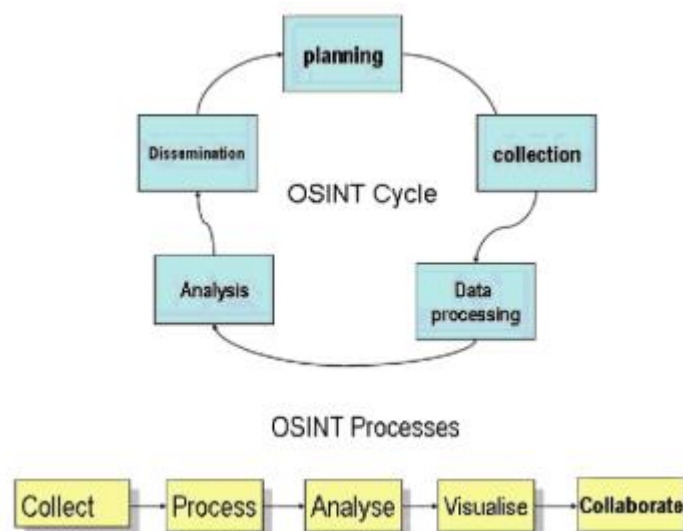 planning
Dissemination
collection
OSINT Cycle
Analysis
Data
processing
OSINT Processes
Collect
Process
Analyse
Visualise
Collaborate